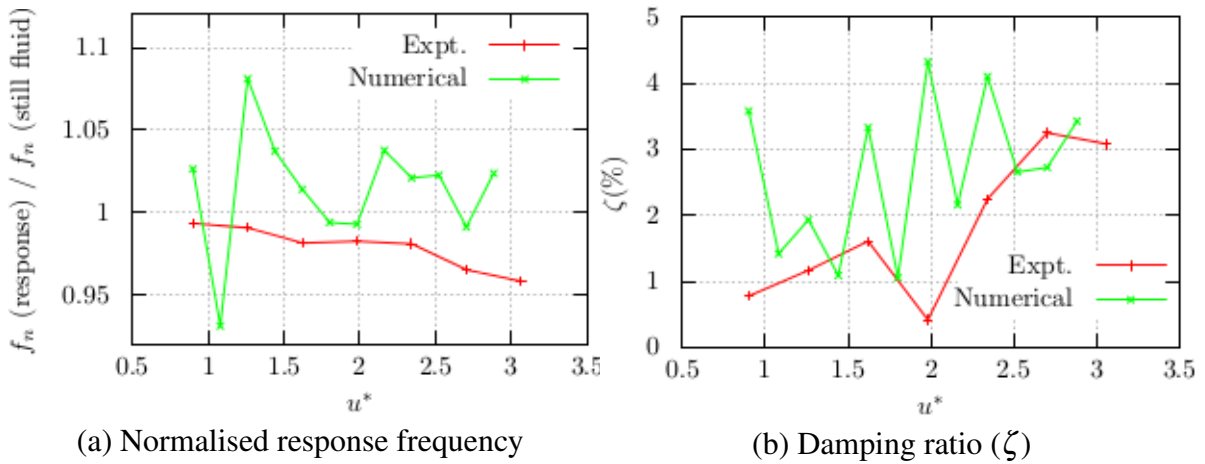 f_n (response) / f_n (still fluid)
1.1
1.05
1
0.95
Expt.
Numerical
0.5 1 1.5 2 2.5 3 3.5
u*
(a) Normalised response frequency
ζ(%)
5
4
3
2
1
0
Expt.
Numerical
0.5 1 1.5 2 2.5 3 3.5
u*
(b) Damping ratio (ζ)